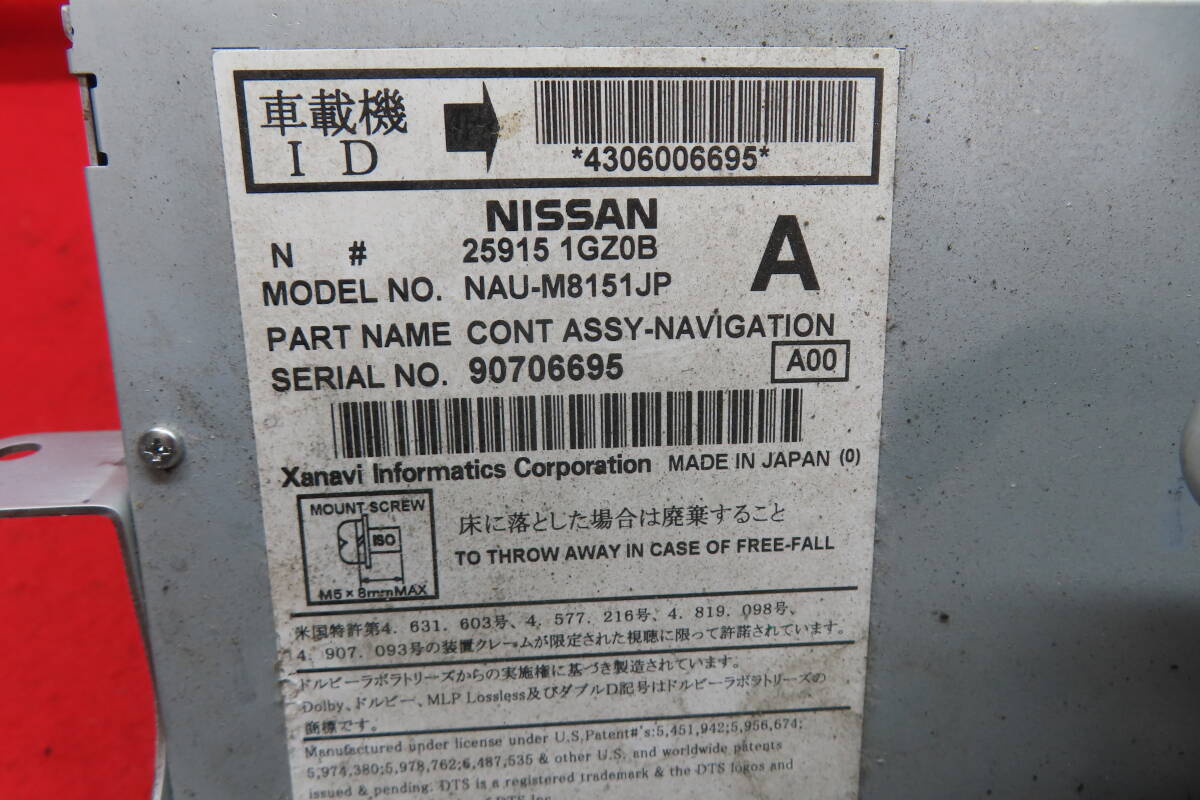 車載機
ID
*4306006695*
NISSAN
N # 25915 1GZ0B
A
MODEL NO. NAU-M8151JP
PART NAME CONT ASSY-NAVIGATION
SERIAL NO. 90706695
A00
Xanavi Informatics Corporation MADE IN JAPAN (0)
MOUNT SCREW
ISO
M5×8mmMAX
床に落とした場合は廃棄すること
TO THROW AWAY IN CASE OF FREE-FALL
米国特許第4. 631. 603号、4. 577. 216号、4. 819. 098号、
4. 907. 093号の装置クレームが限定された視聴に限って許諾されています。
ドルビーラボラトリーズからの実施権に基づき製造されています。
Dolby、ドルビー、MLP Lossless及びダブルD記号はドルビーラボラトリーズの
商標です。
Manufactured under license under U.S.Patent#'s:5,451,942;5,956,674;
5,974,380;5,978,762;6,487,535 & other U.S. and worldwide patents
issued & pending. DTS is a registered trademark & the DTS logos and